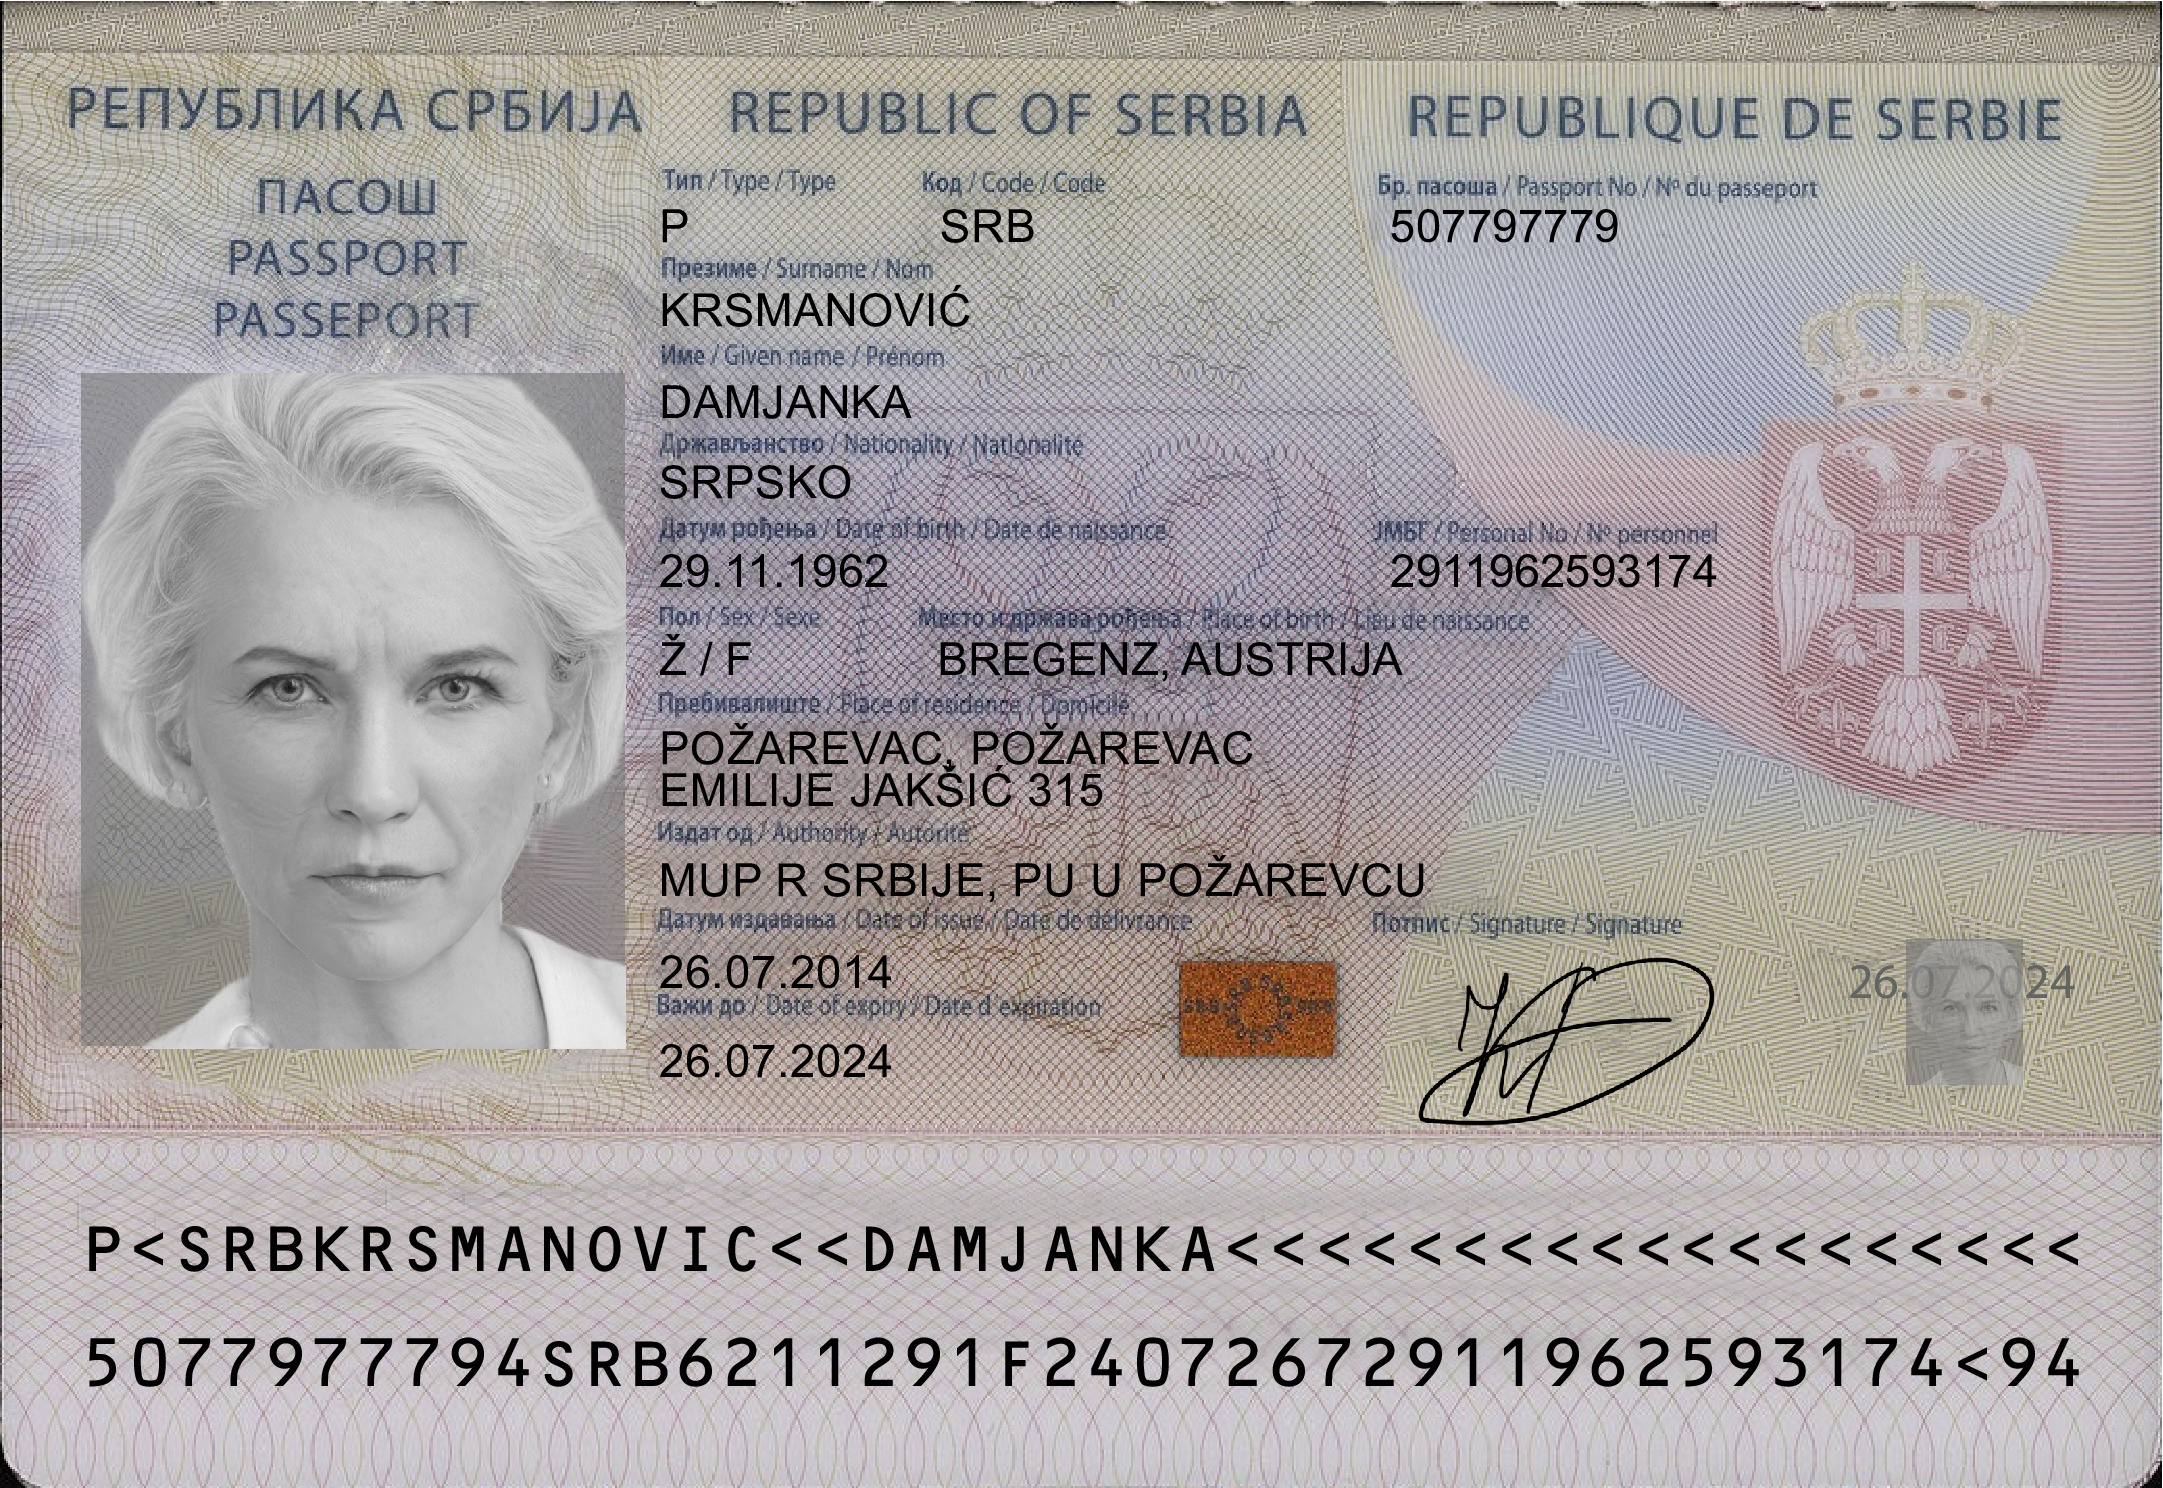 РЕПУБЛИКА СРБИЈА REPUBLIC OF SERBIA REPUBLIQUE DE SERBIE
ПАСОШ
PASSPORT
PASSEPORT
Тип / Type / Type Код / Code / Code Бр. пасоша / Passport No / Nº du passeport
P SRB 507797779
Презиме / Surname / Nom
KRSMANOVIĆ
Име / Given name / Prénom
DAMJANKA
Држављанство / Nationality / Nationalité
SRPSKO
Датум рођења / Date of birth / Date de naissance ЈМБГ / Personal No / Nº personnel
29.11.1962 2911962593174
Пол / Sex / Sexe Место и држава рођења / Place of birth / Lieu de naissance
Ž / F BREGENZ, AUSTRIJA
Пребивалиште / Place of residence / Domicile
POŽAREVAC, POŽAREVAC
EMILIJE JAKŠIĆ 315
Издат од / Authority / Autorité
MUP R SRBIJE, PU U POŽAREVCU
Датум издавања / Date of issue / Date de délivrance Потпис / Signature / Signature
26.07.2014 26.07.2024
Важи до / Date of expiry / Date d expiration
26.07.2024
P<SRBKRSMANOVIC<<DAMJANKA<<<<<<<<<<<<<<<<<<<
5077977794SRB6211291F24072672911962593174<94